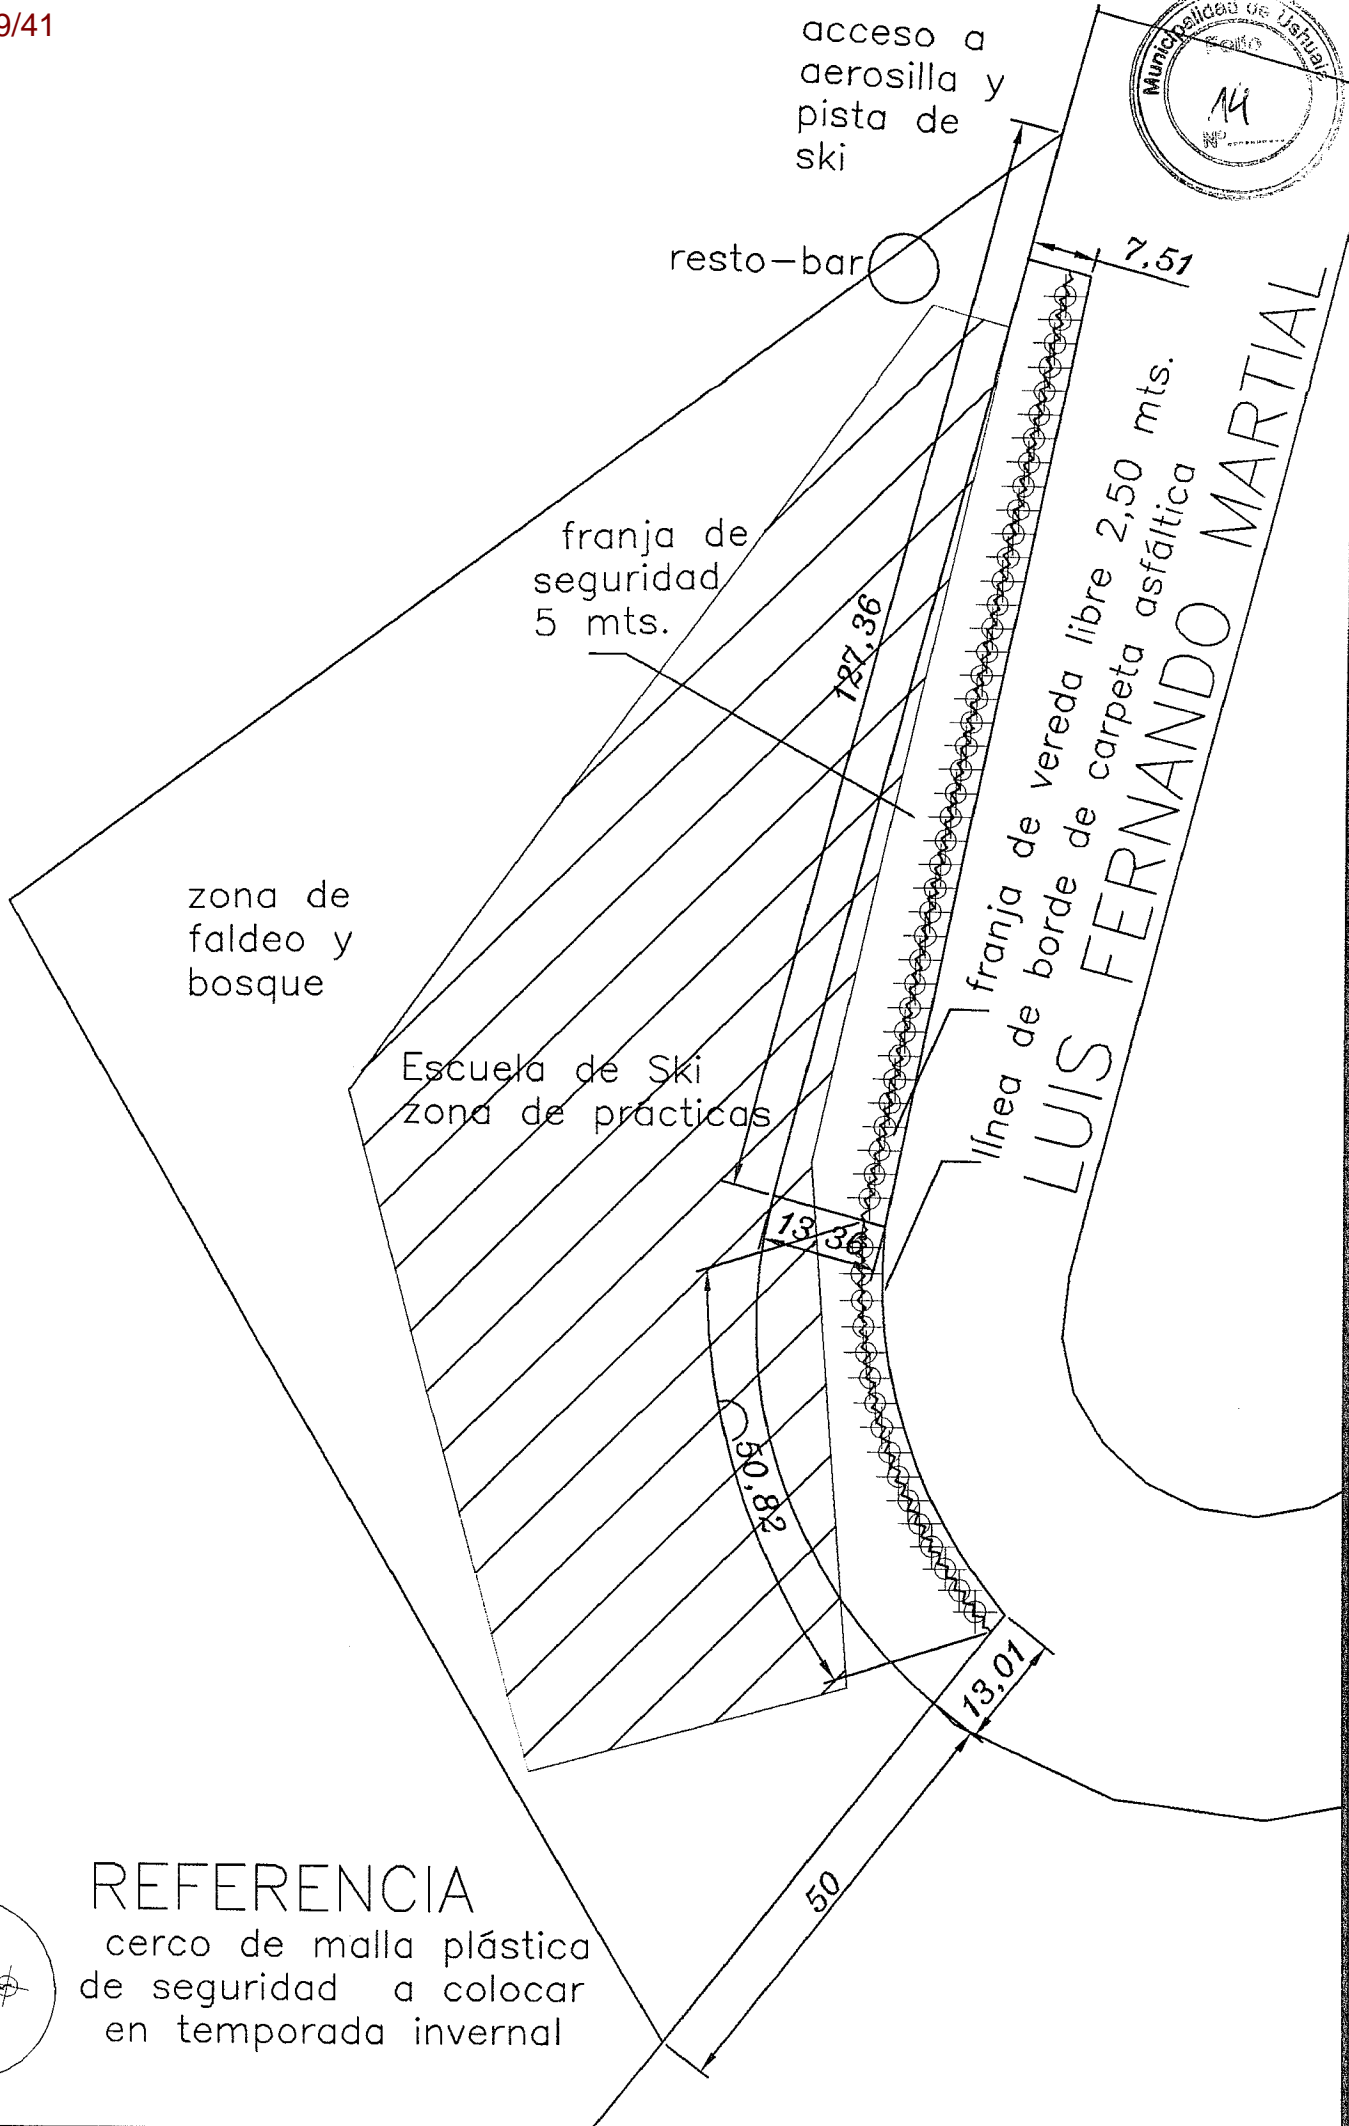 9/41
acceso a
aerosilla y
pista de
ski
Municipalidad de Ushuaia
Folio
14
Nº
resto-bar
7,51
franja de
seguridad
5 mts.
127,36
franja de vereda libre 2,50 mts.
línea de borde de carpeta asfáltica
LUIS FERNANDO MARTIAL
zona de
faldeo y
bosque
Escuela de Ski
zona de prácticas
13,36
50,82
13,01
50
REFERENCIA
cerco de malla plástica
de seguridad a colocar
en temporada invernal